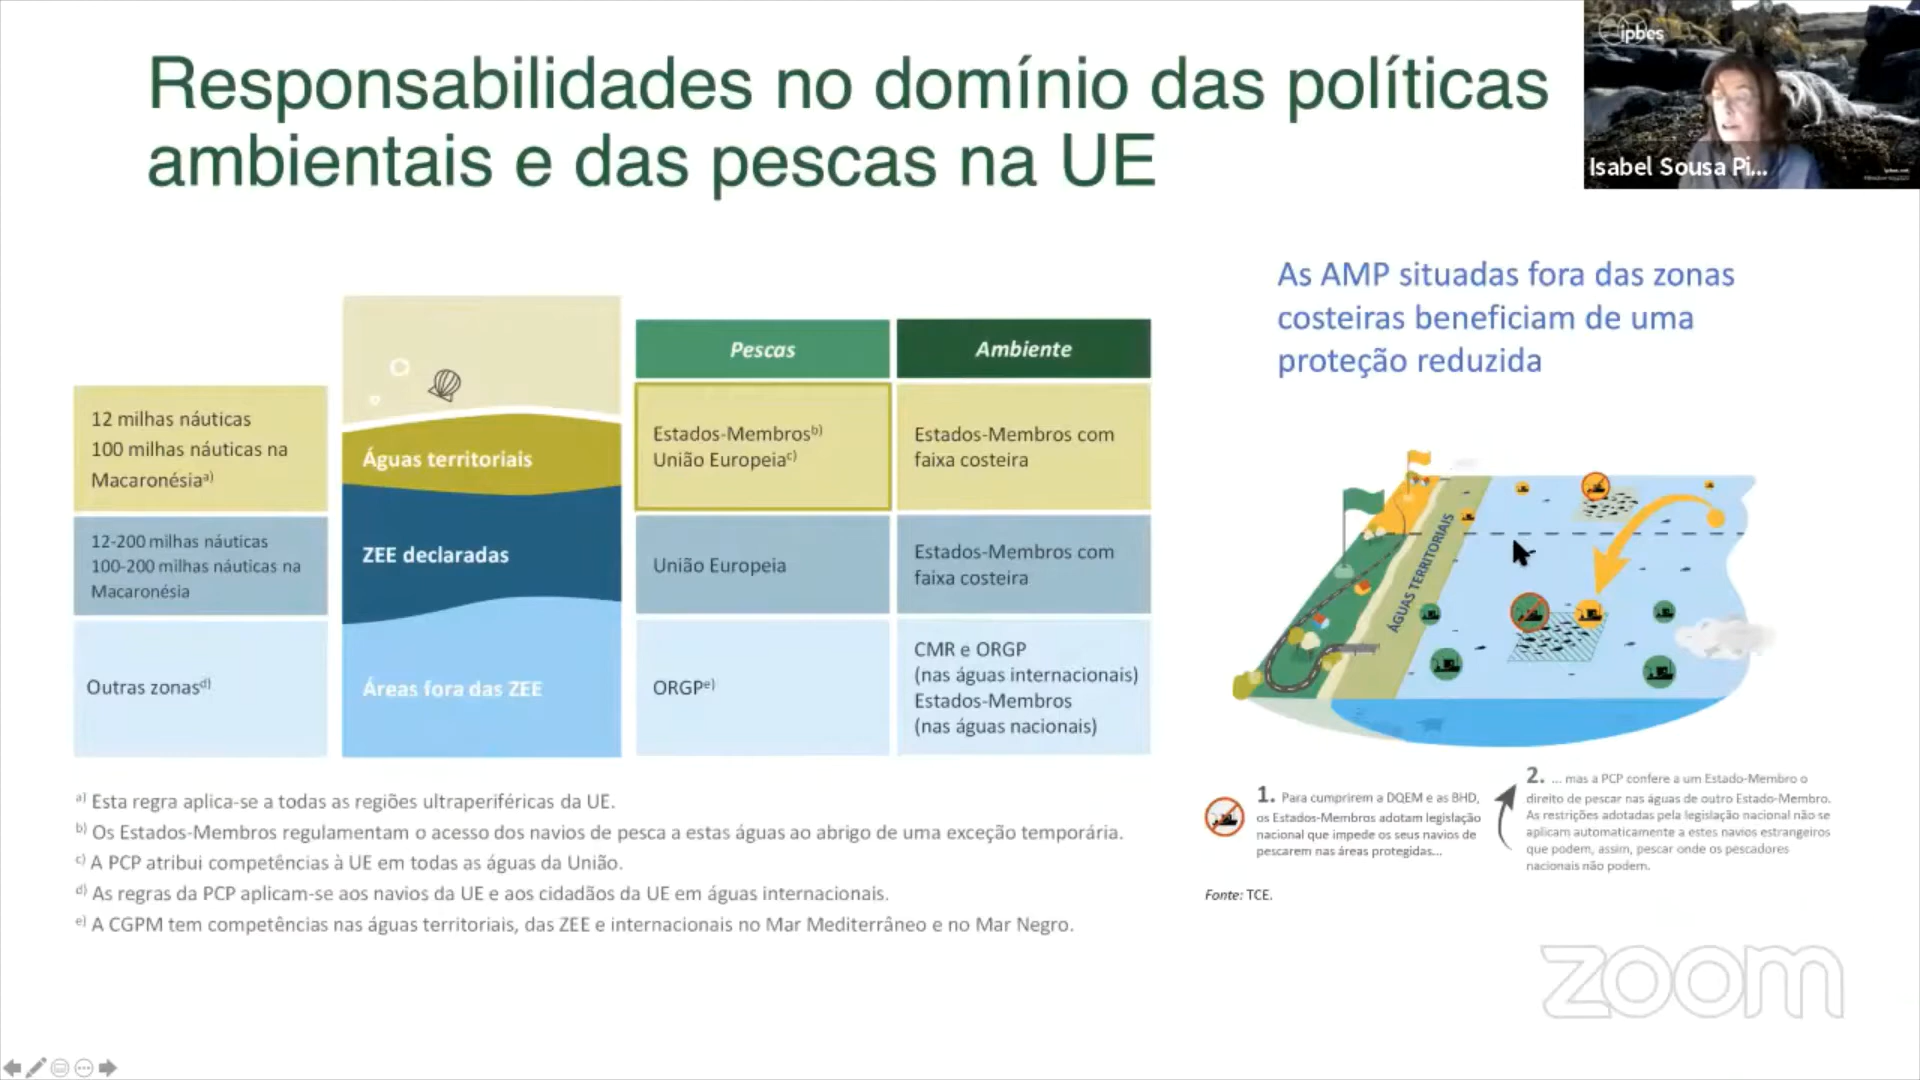 Responsabilidades no domínio das políticas
ambientais e das pescas na UE
ipbes
Isabel Sousa Pi...
As AMP situadas fora das zonas
costeiras beneficiam de uma
proteção reduzida
Pescas
Ambiente
12 milhas náuticas
100 milhas náuticas na
Macaronésia a)
Águas territoriais
Estados-Membros b)
União Europeia c)
Estados-Membros com
faixa costeira
12-200 milhas náuticas
100-200 milhas náuticas na
Macaronésia
ZEE declaradas
União Europeia
Estados-Membros com
faixa costeira
Outras zonas d)
Áreas fora das ZEE
ORGP e)
CMR e ORGP
(nas águas internacionais)
Estados-Membros
(nas águas nacionais)
ÁGUAS TERRITORIAIS
a) Esta regra aplica-se a todas as regiões ultraperiféricas da UE.
b) Os Estados-Membros regulamentam o acesso dos navios de pesca a estas águas ao abrigo de uma exceção temporária.
c) A PCP atribui competências à UE em todas as águas da União.
d) As regras da PCP aplicam-se aos navios da UE e aos cidadãos da UE em águas internacionais.
e) A CGPM tem competências nas águas territoriais, das ZEE e internacionais no Mar Mediterrâneo e no Mar Negro.
1. Para cumprirem a DQEM e as BHD,
os Estados-Membros adotam legislação
nacional que impede os seus navios de
pescarem nas áreas protegidas...
2. ... mas a PCP confere a um Estado-Membro o
direito de pescar nas águas de outro Estado-Membro.
As restrições adotadas pela legislação nacional não se
aplicam automaticamente a estes navios estrangeiros
que podem, assim, pescar onde os pescadores
nacionais não podem.
Fonte: TCE.
zoom